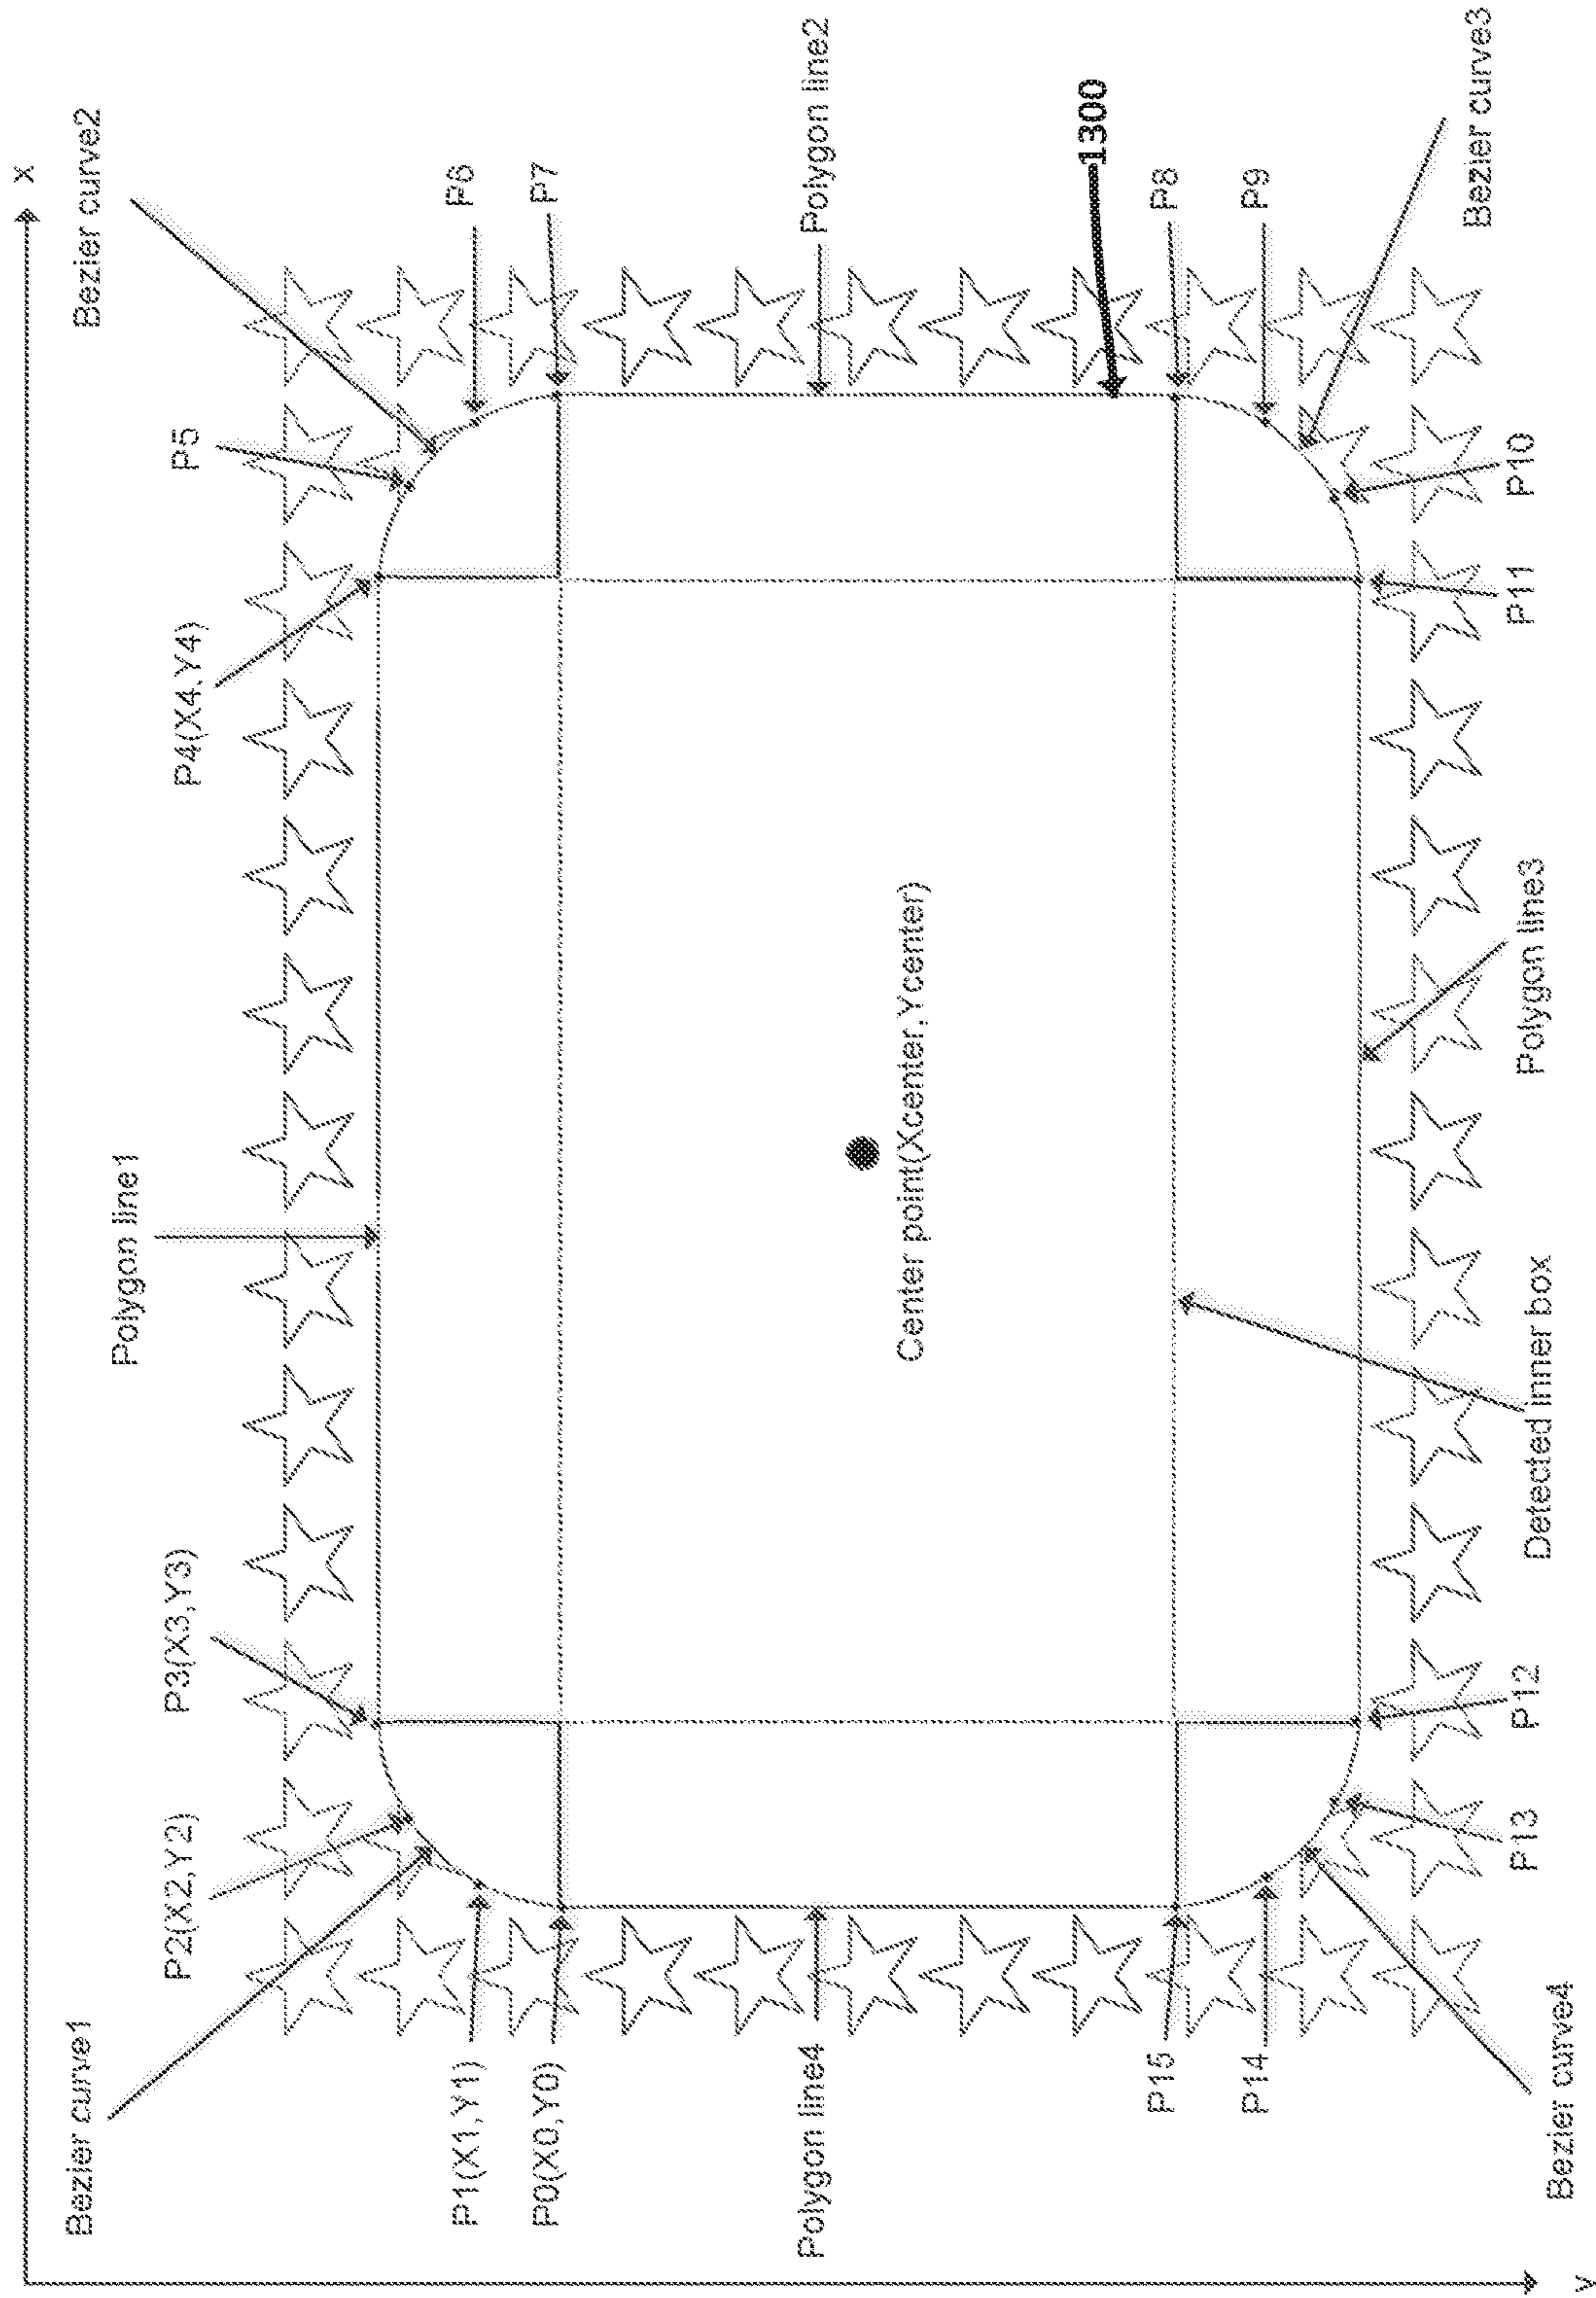 x
Bezier curve1
Polygon line1
Bezier curve2
P2(X2,Y2)
P3(X3,Y3)
P4(X4,Y4)
P5
P1(X1,Y1)
P6
P0(X0,Y0)
P7
Polygon line4
Polygon line2
Center point(Xcenter,Ycenter)
1300
P15
P8
P14
P9
Bezier curve3
P13
P12
P11
P10
Detected inner box
Polygon line3
Bezier curve4
y